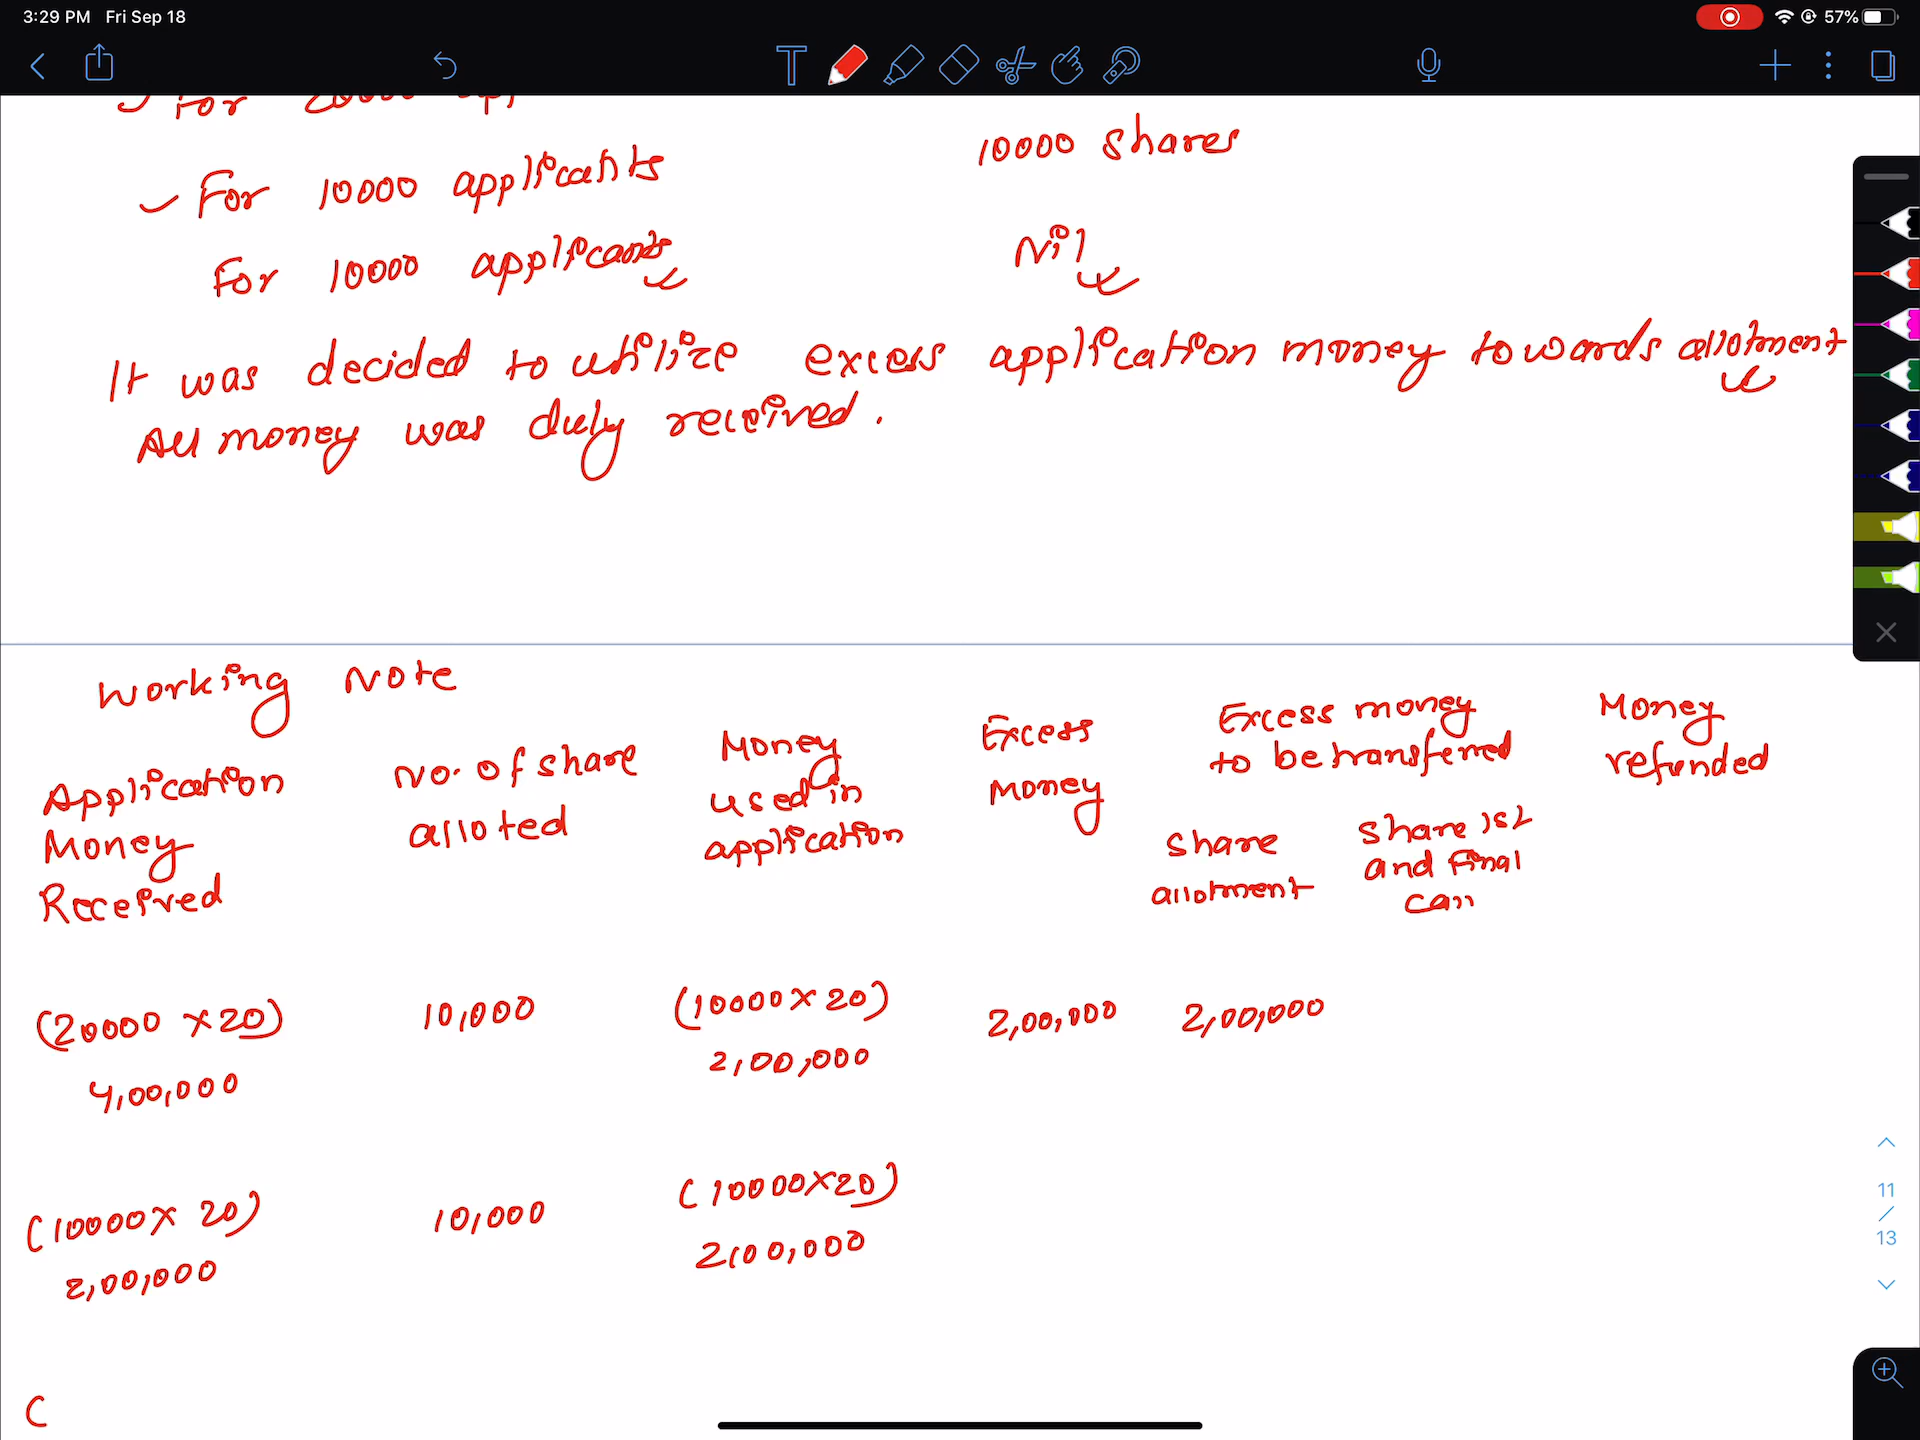 3:29 PM Fri Sep 18
57%
For 20000
10000 shares
For 10000 applicants
For 10000 applicants
Nil
It was decided to utilize excess application money towards allotment
All money was duly received.
Working Note
Application
Money
Received
No. of share
alloted
Money
used in
application
Excess
Money
Excess money
to be transferred
Share
allotment
Share 1st
and final
call
Money
refunded
(20000 × 20)
4,00,000
10,000
(10000 × 20)
2,00,000
2,00,000
2,00,000
(10000 × 20)
2,00,000
10,000
(10000×20)
2,00,000
(
11
/
13